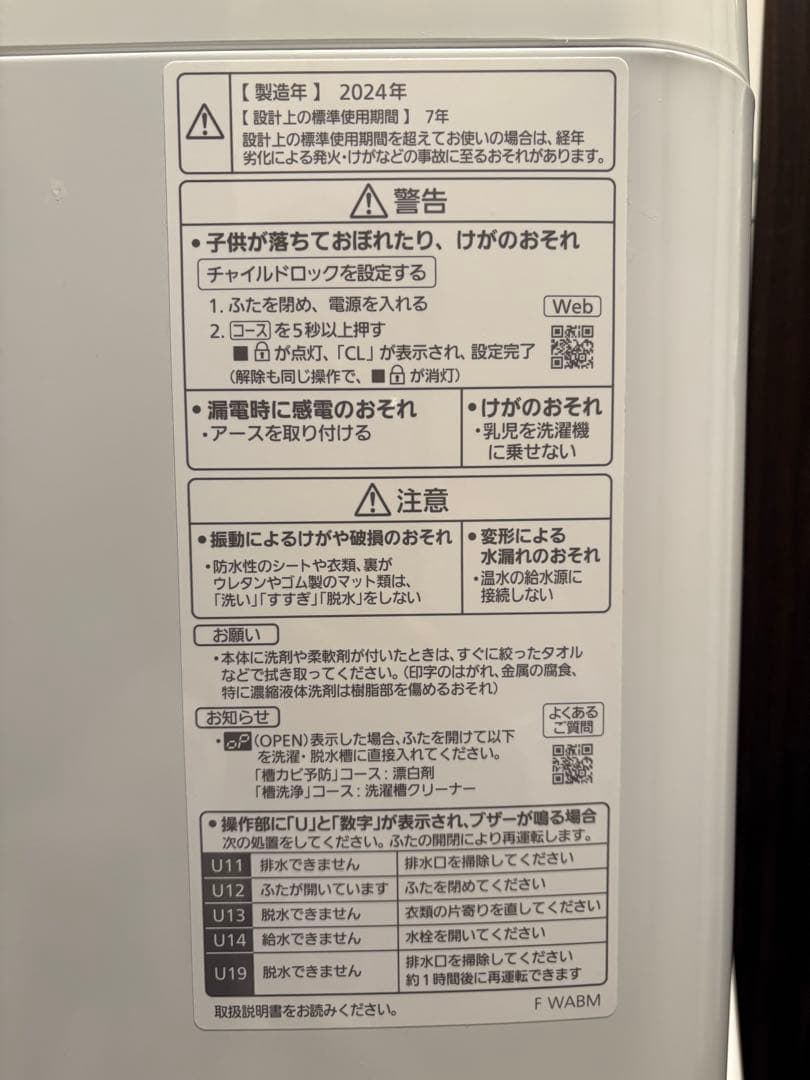 【製造年】 2024年
【設計上の標準使用期間】 7年
設計上の標準使用期間を超えてお使いの場合は、経年
劣化による発火・けがなどの事故に至るおそれがあります。
警告
●子供が落ちておぼれたり、けがのおそれ
チャイルドロックを設定する
1. ふたを閉め、電源を入れる
Web
2. コースを5秒以上押す
■が点灯、「CL」が表示され、設定完了
(解除も同じ操作で、■が消灯)
●漏電時に感電のおそれ
・アースを取り付ける
●けがのおそれ
・乳児を洗濯機
に乗せない
注意
●振動によるけがや破損のおそれ
・防水性のシートや衣類、裏が
ウレタンやゴム製のマット類は、
「洗い」「すすぎ」「脱水」をしない
●変形による
水漏れのおそれ
・温水の給水源に
接続しない
お願い
・本体に洗剤や柔軟剤が付いたときは、すぐに絞ったタオル
などで拭き取ってください。(印字のはがれ、金属の腐食、
特に濃縮液体洗剤は樹脂部を傷めるおそれ)
お知らせ
よくある
ご質問
・oP(OPEN)表示した場合、ふたを開けて以下
を洗濯・脱水槽に直接入れてください。
「槽カビ予防」コース:漂白剤
「槽洗浄」コース:洗濯槽クリーナー
●操作部に「U」と「数字」が表示され、ブザーが鳴る場合
次の処置をしてください。ふたの開閉により再運転します。
U11 排水できません 排水口を掃除してください
U12 ふたが開いています ふたを閉めてください
U13 脱水できません 衣類の片寄りを直してください
U14 給水できません 水栓を開いてください
U19 脱水できません 排水口を掃除してください
約1時間後に再運転できます
取扱説明書をお読みください。
F WABM